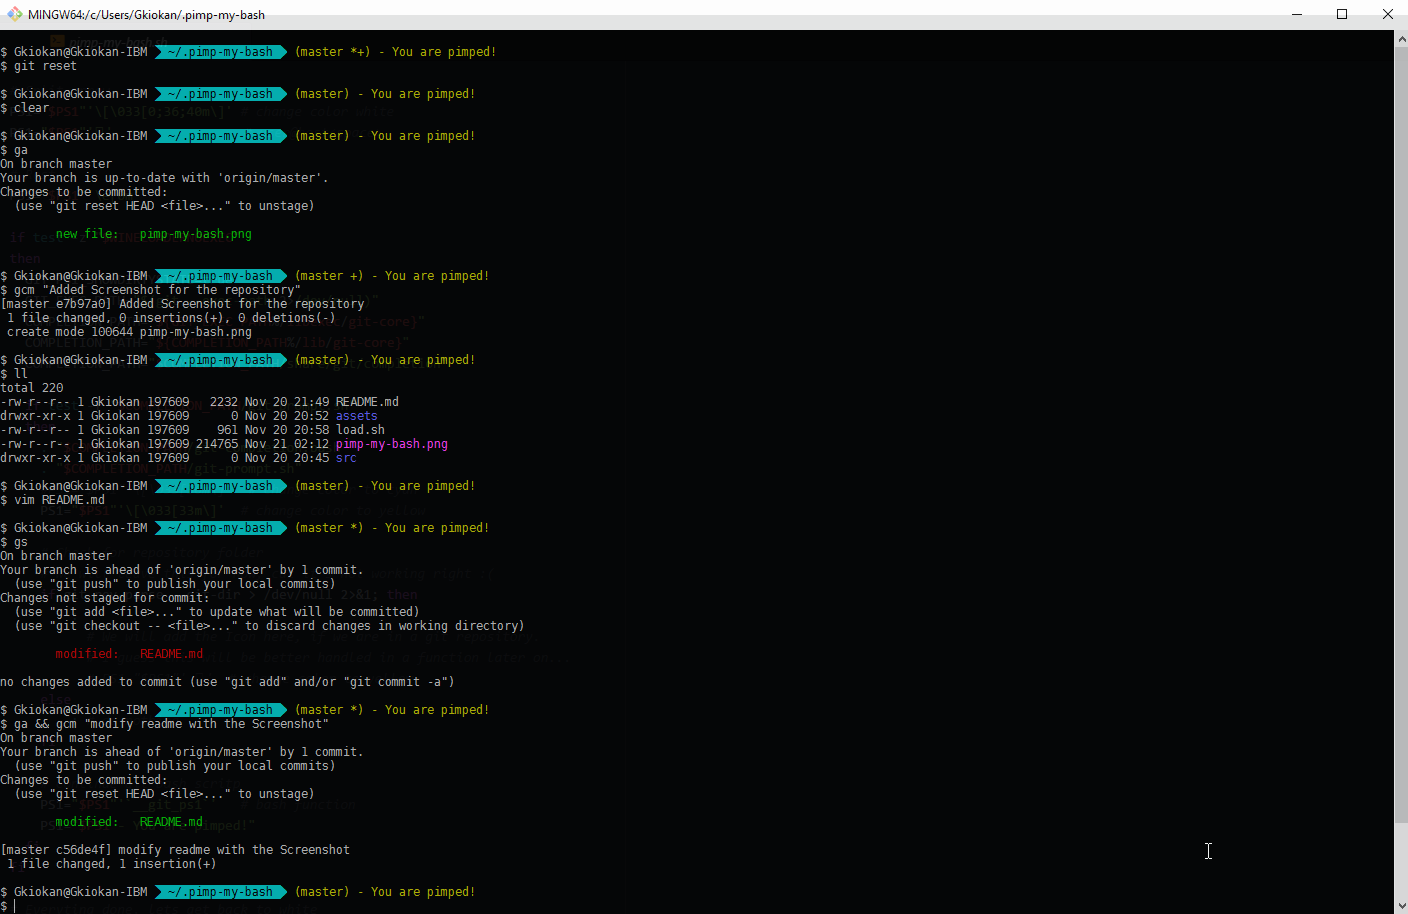 MINGW64:/c/Users/Gkiokan/.pimp-my-bash
$ Gkiokan@Gkiokan-IBM ~/.pimp-my-bash (master *+) - You are pimped!
$ git reset
$ Gkiokan@Gkiokan-IBM ~/.pimp-my-bash (master) - You are pimped!
$ clear
$ Gkiokan@Gkiokan-IBM ~/.pimp-my-bash (master) - You are pimped!
$ ga
On branch master
Your branch is up-to-date with 'origin/master'.
Changes to be committed:
(use "git reset HEAD <file>..." to unstage)
new file: pimp-my-bash.png
$ Gkiokan@Gkiokan-IBM ~/.pimp-my-bash (master +) - You are pimped!
$ gcm "Added Screenshot for the repository"
[master e7b97a0] Added Screenshot for the repository
1 file changed, 0 insertions(+), 0 deletions(-)
create mode 100644 pimp-my-bash.png
$ Gkiokan@Gkiokan-IBM ~/.pimp-my-bash (master) - You are pimped!
$ ll
total 220
-rw-r--r-- 1 Gkiokan 197609 2232 Nov 20 21:49 README.md
drwxr-xr-x 1 Gkiokan 197609 0 Nov 20 20:52 assets
-rw-r--r-- 1 Gkiokan 197609 961 Nov 20 20:58 load.sh
-rw-r--r-- 1 Gkiokan 197609 214765 Nov 21 02:12 pimp-my-bash.png
drwxr-xr-x 1 Gkiokan 197609 0 Nov 20 20:45 src
$ Gkiokan@Gkiokan-IBM ~/.pimp-my-bash (master) - You are pimped!
$ vim README.md
$ Gkiokan@Gkiokan-IBM ~/.pimp-my-bash (master *) - You are pimped!
$ gs
On branch master
Your branch is ahead of 'origin/master' by 1 commit.
(use "git push" to publish your local commits)
Changes not staged for commit:
(use "git add <file>..." to update what will be committed)
(use "git checkout -- <file>..." to discard changes in working directory)
modified: README.md
no changes added to commit (use "git add" and/or "git commit -a")
$ Gkiokan@Gkiokan-IBM ~/.pimp-my-bash (master *) - You are pimped!
$ ga && gcm "modify readme with the Screenshot"
On branch master
Your branch is ahead of 'origin/master' by 1 commit.
(use "git push" to publish your local commits)
Changes to be committed:
(use "git reset HEAD <file>..." to unstage)
modified: README.md
[master c56de4f] modify readme with the Screenshot
1 file changed, 1 insertion(+)
$ Gkiokan@Gkiokan-IBM ~/.pimp-my-bash (master) - You are pimped!
$